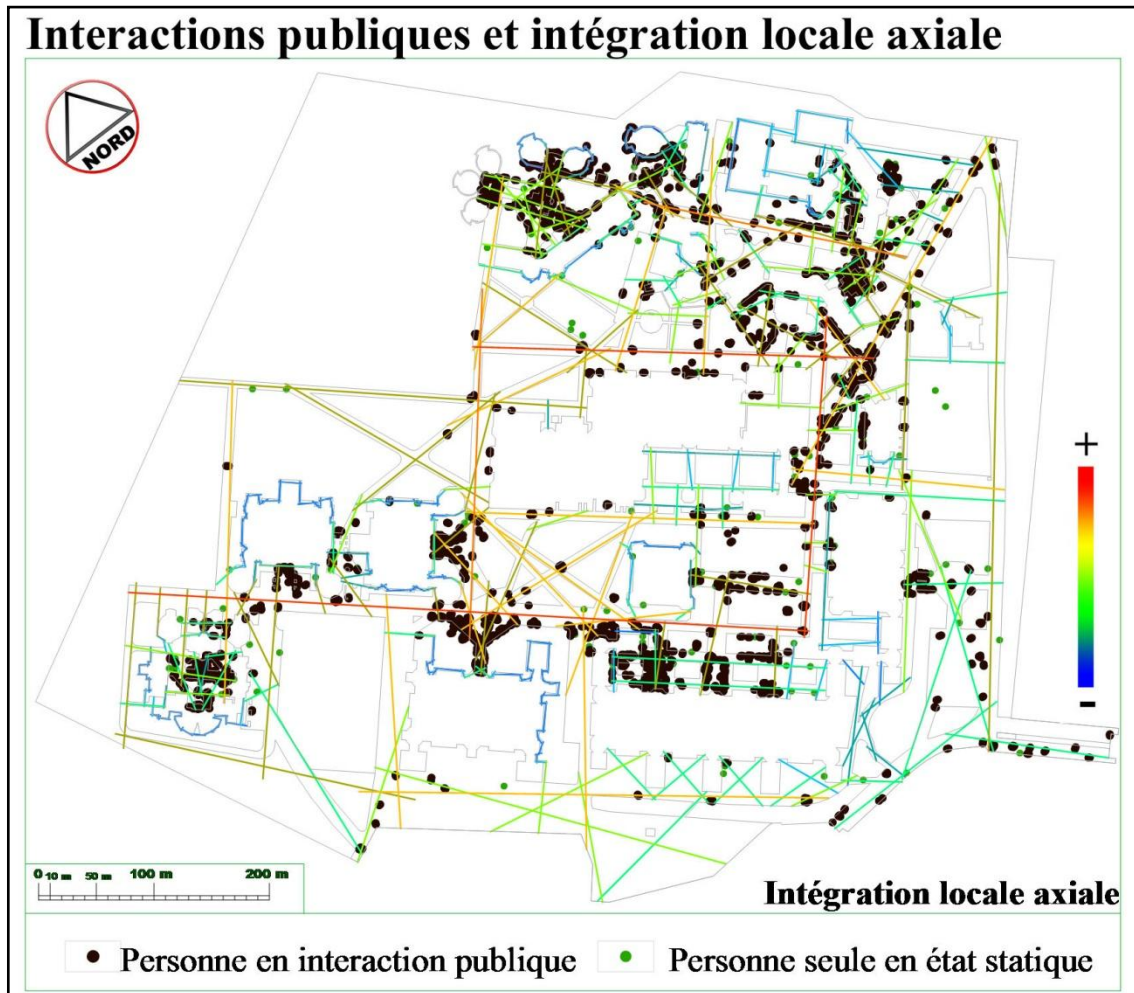 Interactions publiques et intégration locale axiale
NORD
+
-
0 10 m 50 m 100 m 200 m
Intégration locale axiale
Personne en interaction publique Personne seule en état statique